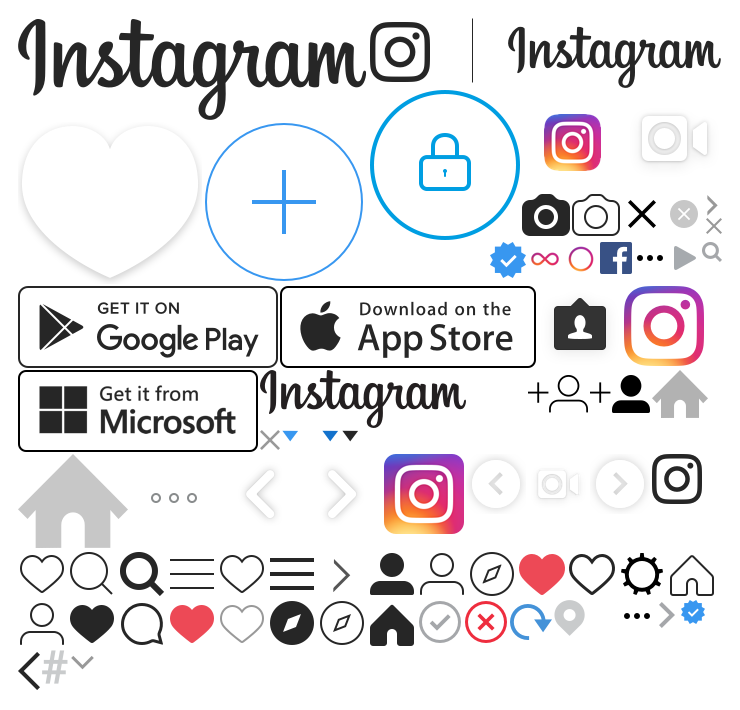 Instagram
Instagram
GET IT ON
Google Play
Download on the
App Store
Get it from
Microsoft
Instagram
#